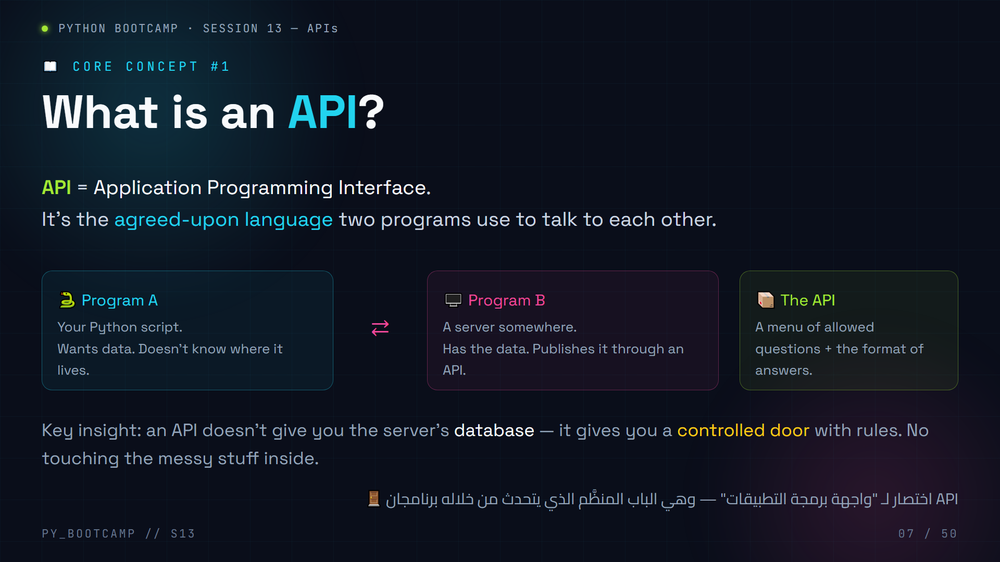 PYTHON BOOTCAMP · SESSION 13 — APIs
📖 CORE CONCEPT #1
What is an API?
API = Application Programming Interface.
It’s the agreed-upon language two programs use to talk to each other.
🐍 Program A
Your Python script.
Wants data. Doesn’t know where it
lives.
⇄
🖥️ Program B
A server somewhere.
Has the data. Publishes it through an
API.
📦 The API
A menu of allowed
questions + the format of
answers.
Key insight: an API doesn’t give you the server’s database — it gives you a controlled door with rules. No
touching the messy stuff inside.
API اختصار لـ "واجهة برمجة التطبيقات" — وهي الباب المنظَّم الذي يتحدث من خلاله برنامجان 🚪
PY_BOOTCAMP // S13
07 / 50